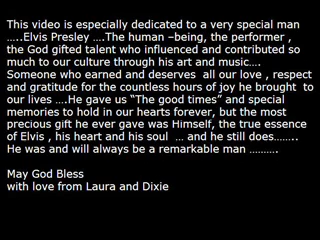 This video is especially dedicated to a very special man
…..Elvis Presley ….The human –being, the performer ,
the God gifted talent who influenced and contributed so
much to our culture through his art and music….
Someone who earned and deserves  all our love , respect
and gratitude for the countless hours of joy he brought  to
our lives ….He gave us “The good times” and special
memories to hold in our hearts forever, but the most
precious gift he ever gave was Himself, the true essence
of Elvis , his heart and his soul  … and he still does……..
He was and will always be a remarkable man ……….

May God Bless
with love from Laura and Dixie